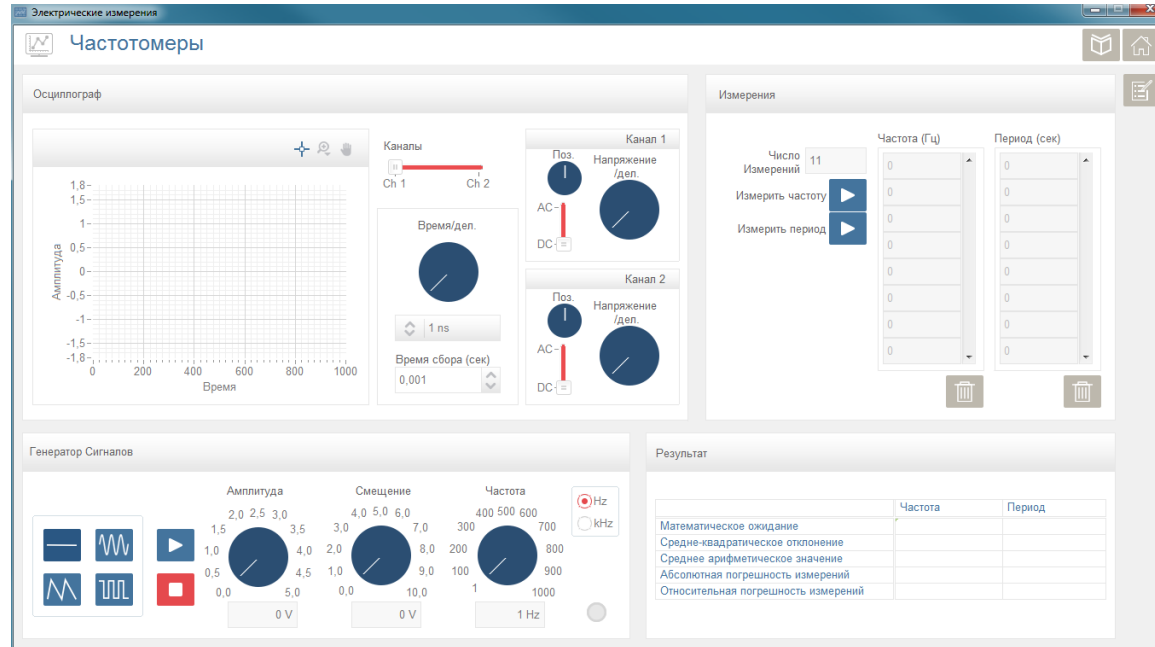 Электрические измерения
Частотомеры
Осциллограф
Амплитуда
1,8
1,5
1
0,5
0
-0,5
-1
-1,5
-1,8
0 200 400 600 800 1000
Время
Каналы
Ch 1 Ch 2
Время/дел.
1 ns
Время сбора (сек)
0,001
Канал 1
Поз. Напряжение
/дел.
AC
DC
Канал 2
Поз. Напряжение
/дел.
AC
DC
Измерения
Число
Измерений
11
Измерить частоту
Измерить период
Частота (Гц) Период (сек)
0 0
0 0
0 0
0 0
0 0
0 0
0 0
0 0
Генератор Сигналов
Амплитуда
0,0 0,5 1,0 1,5 2,0 2,5 3,0 3,5 4,0 4,5 5,0
0 V
Смещение
0,0 1,0 2,0 3,0 4,0 5,0 6,0 7,0 8,0 9,0 10,0
0 V
Частота
1 100 200 300 400 500 600 700 800 900 1000
1 Hz
Hz
kHz
Результат
Частота Период
Математическое ожидание
Средне-квадратическое отклонение
Среднее арифметическое значение
Абсолютная погрешность измерений
Относительная погрешность измерений